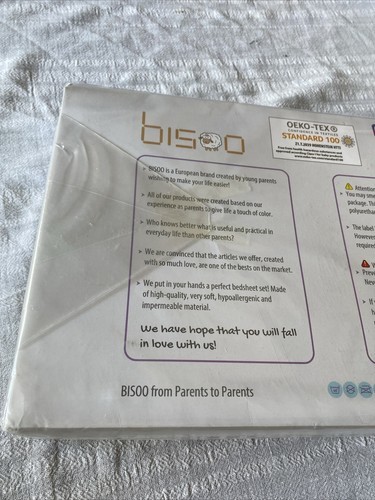 bisoo
OEKO-TEX®
CONFIDENCE IN TEXTILES
STANDARD 100
BISOO is a European brand created by young parents
wishing to make your life easier!
All of our products were created based on our
experience as parents to give life a touch of color.
Who knows better what is useful and practical in
everyday life than other parents?
We are convinced that the articles we offer, created
with so much love, are one of the bests on the market.
We put in your hands a perfect bedsheet set! Made
of high-quality, very soft, hypoallergenic and
impermeable material.
We have hope that you will fall
in love with us!
BISOO from Parents to Parents
Attention
You may
package. Thi
polyurethan
The label
However
required
Preve
If